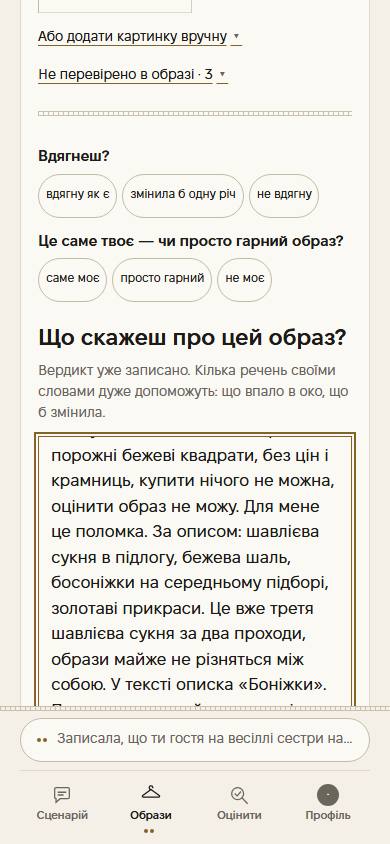 Або додати картинку вручну
Не перевірено в образі · 3
Вдягнеш?
вдягну як є
змінила б одну річ
не вдягну
Це саме твоє — чи просто гарний образ?
саме моє
просто гарний
не моє
Що скажеш про цей образ?
Вердикт уже записано. Кілька речень своїми
словами дуже допоможуть: що впало в око, що
б змінила.
порожні бежеві квадрати, без цін і
крамниць, купити нічого не можна,
оцінити образ не можу. Для мене
це поломка. За описом: шавлієва
сукня в підлогу, бежева шаль,
босоніжки на середньому підборі,
золотаві прикраси. Це вже третя
шавлієва сукня за два проходи,
образи майже не різняться між
собою. У тексті описка «Боніжки».
Записала, що ти гостя на весіллі сестри на...
Сценарій
Образи
Оцінити
Профіль